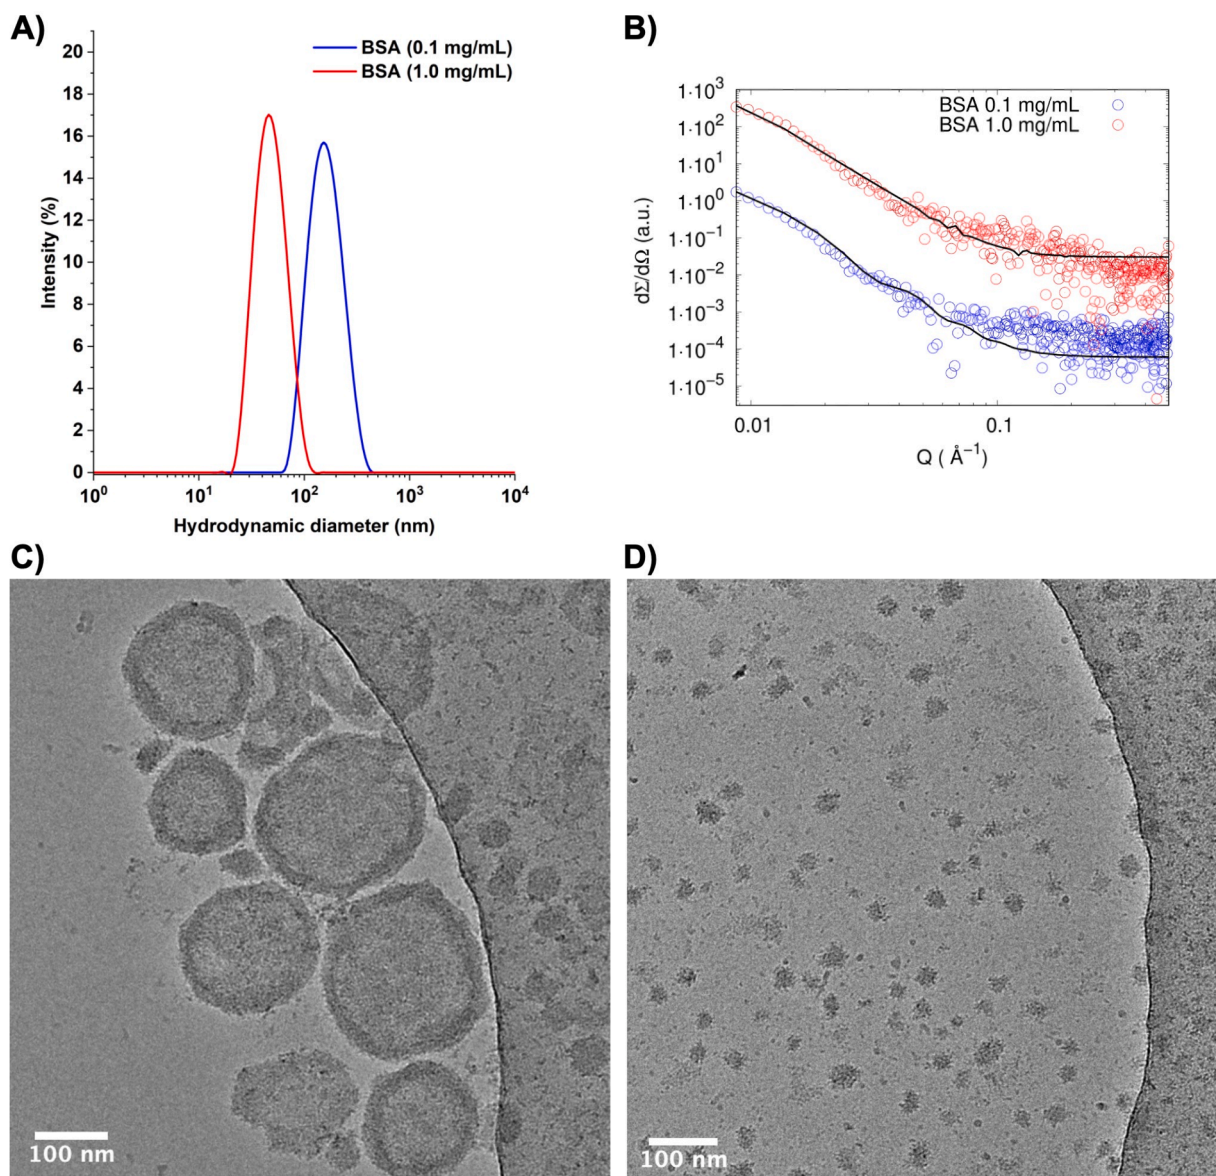 A)
BSA (0.1 mg/mL)
BSA (1.0 mg/mL)
20
18
16
14
12
10
8
6
4
2
0
Intensity (%)
10⁰
10¹
10²
10³
10⁴
Hydrodynamic diameter (nm)
B)
BSA 0.1 mg/mL
BSA 1.0 mg/mL
1·10³
1·10²
1·10¹
1·10⁰
1·10⁻¹
1·10⁻²
1·10⁻³
1·10⁻⁴
1·10⁻⁵
dΣ/dΩ (a.u.)
0.01
0.1
Q ( Å⁻¹)
C)
100 nm
D)
100 nm